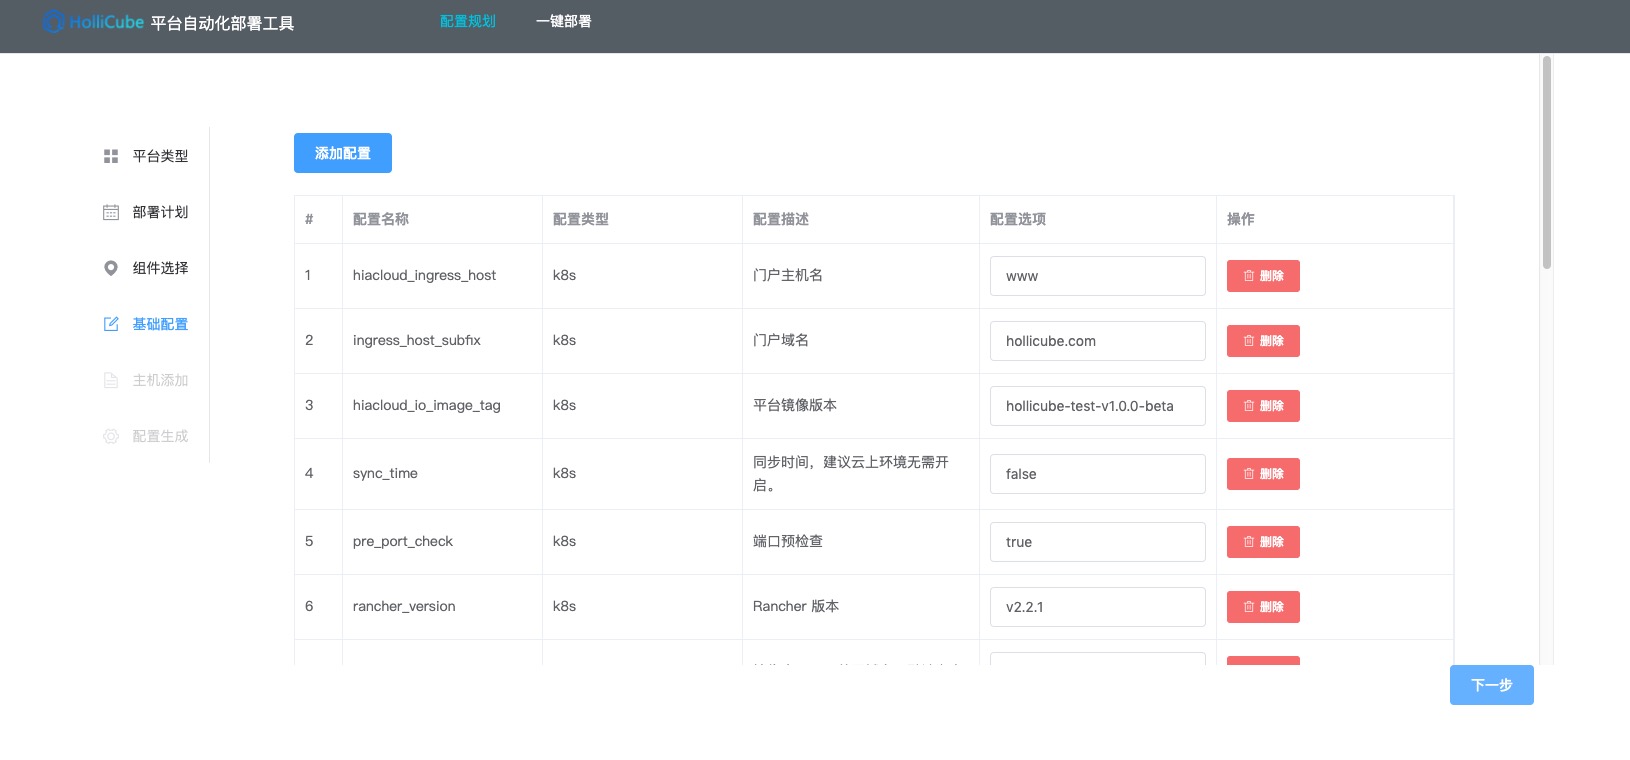 HolliCube 平台自动化部署工具 配置规划 一键部署
平台类型
部署计划
组件选择
基础配置
主机添加
配置生成
添加配置
# 配置名称 配置类型 配置描述 配置选项 操作
1 hiacloud_ingress_host k8s 门户主机名 www 删除
2 ingress_host_subfix k8s 门户域名 hollicube.com 删除
3 hiacloud_io_image_tag k8s 平台镜像版本 hollicube-test-v1.0.0-beta 删除
4 sync_time k8s 同步时间，建议云上环境无需开 false 删除
启。
5 pre_port_check k8s 端口预检查 true 删除
6 rancher_version k8s Rancher 版本 v2.2.1 删除
下一步